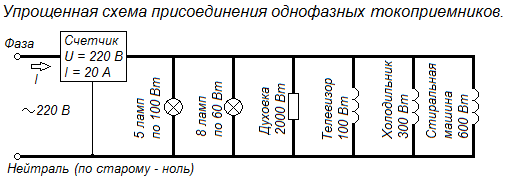 Упрощенная схема присоединения однофазных токоприемников.
Фаза
Счетчик
U = 220 В
I = 20 А
I
~220 В
5 ламп
по 100 Вт
8 ламп
по 60 Вт
Духовка
2000 Вт
Телевизор
100 Вт
Холодильник
300 Вт
Стиральная
машина
600 Вт
Нейтраль (по старому - ноль)